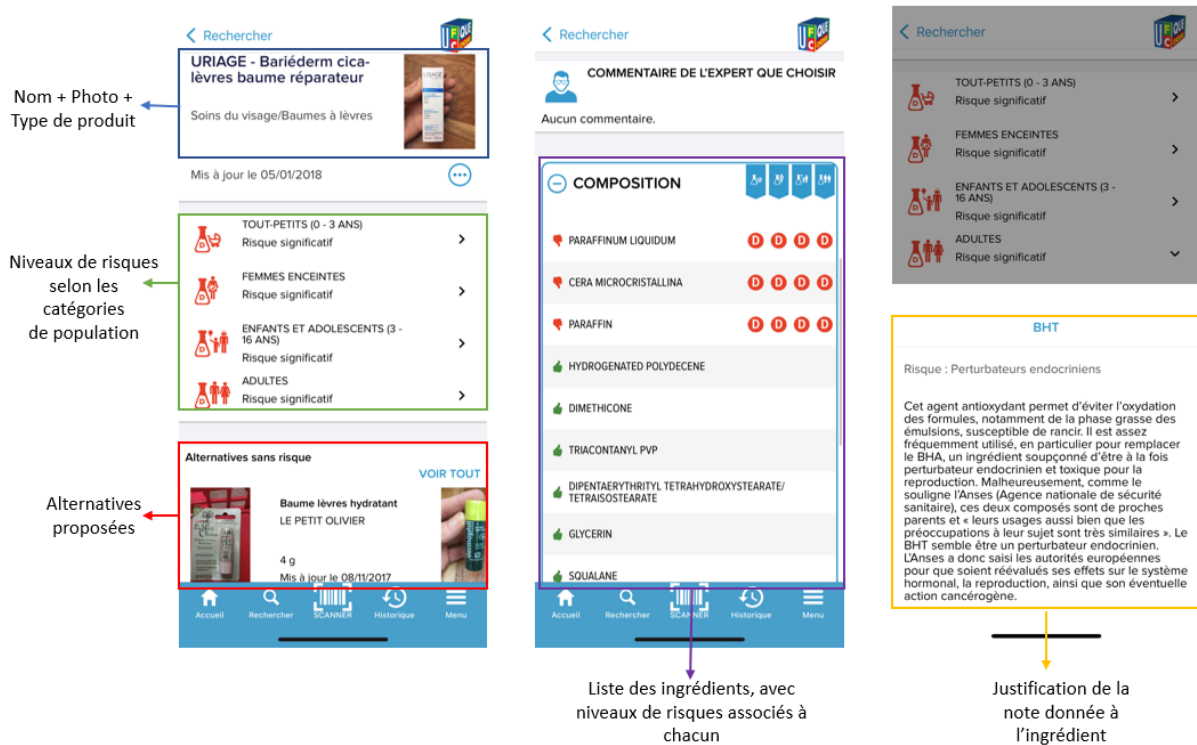 Nom + Photo +
Type de produit
Niveaux de risques
selon les
catégories
de population
Alternatives
proposées
Rechercher
UFC QUE
URIAGE - Bariéderm cica-
lèvres baume réparateur
Soins du visage/Baumes à lèvres
URIAGE
Mis à jour le 05/01/2018
TOUT-PETITS (0 - 3 ANS)
Risque significatif
D
FEMMES ENCEINTES
Risque significatif
D
ENFANTS ET ADOLESCENTS (3 -
16 ANS)
Risque significatif
D
ADULTES
Risque significatif
D
Alternatives sans risque
VOIR TOUT
Baume lèvres hydratant
LE PETIT OLIVIER
4 g
Mis à jour le 08/11/2017
Accueil
Rechercher
SCANNER
Historique
Menu
Rechercher
UFC QUE
COMMENTAIRE DE L'EXPERT QUE CHOISIR
Aucun commentaire.
COMPOSITION
PARAFFINUM LIQUIDUM D D D D
CERA MICROCRISTALLINA D D D D
PARAFFIN D D D D
HYDROGENATED POLYDECENE
DIMETHICONE
TRIACONTANYL PVP
DIPENTAERYTHRITYL TETRAHYDROXYSTEARATE/
TETRAISOSTEARATE
GLYCERIN
SQUALANE
Accueil
Rechercher
SCANNER
Historique
Menu
Liste des ingrédients, avec
niveaux de risques associés à
chacun
Rechercher
UFC QUE
TOUT-PETITS (0 - 3 ANS)
Risque significatif
D
FEMMES ENCEINTES
Risque significatif
D
ENFANTS ET ADOLESCENTS (3 -
16 ANS)
Risque significatif
D
ADULTES
Risque significatif
D
BHT
Risque : Perturbateurs endocriniens
Cet agent antioxydant permet d'éviter l'oxydation
des formules, notamment de la phase grasse des
émulsions, susceptible de rancir. Il est assez
fréquemment utilisé, en particulier pour remplacer
le BHA, un ingrédient soupçonné d'être à la fois
perturbateur endocrinien et toxique pour la
reproduction. Malheureusement, comme le
souligne l'Anses (Agence nationale de sécurité
sanitaire), ces deux composés sont de proches
parents et « leurs usages aussi bien que les
préoccupations à leur sujet sont très similaires ». Le
BHT semble être un perturbateur endocrinien.
L'Anses a donc saisi les autorités européennes
pour que soient réévalués ses effets sur le système
hormonal, la reproduction, ainsi que son éventuelle
action cancérogène.
Justification de la
note donnée à
l'ingrédient